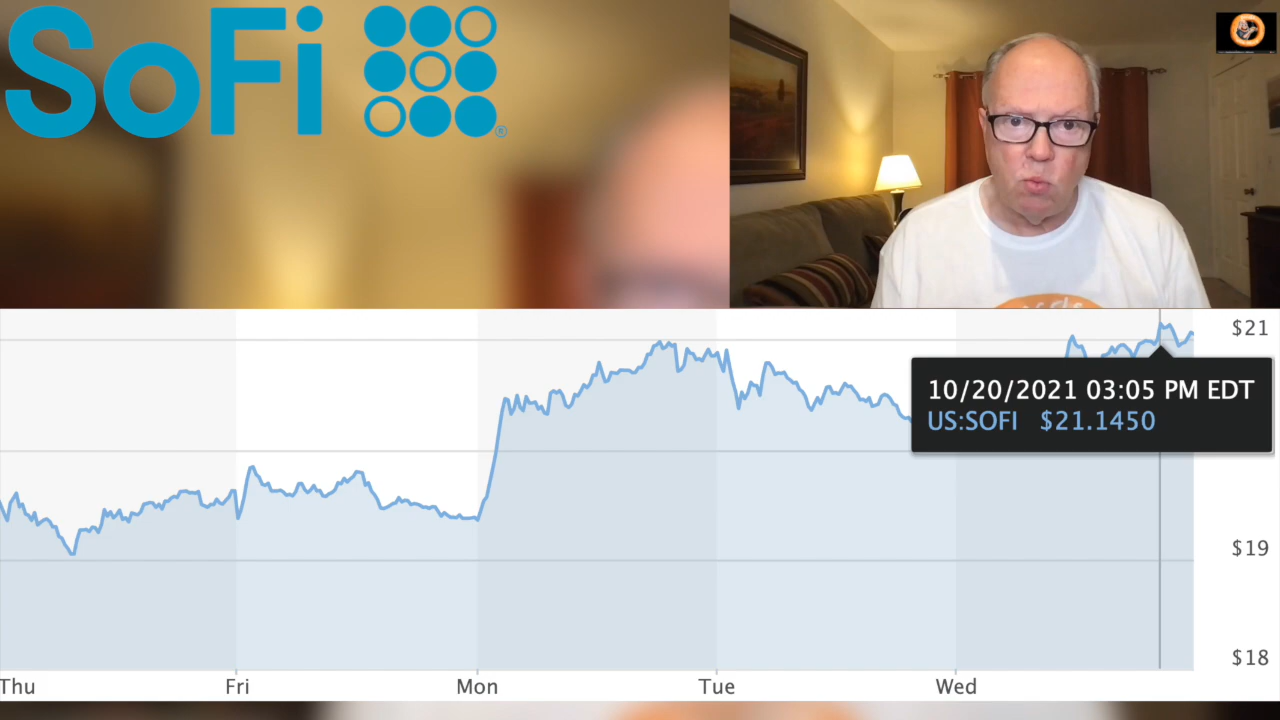 SoFi
®
$21
10/20/2021 03:05 PM EDT
US:SOFI $21.1450
$19
$18
Thu
Fri
Mon
Tue
Wed